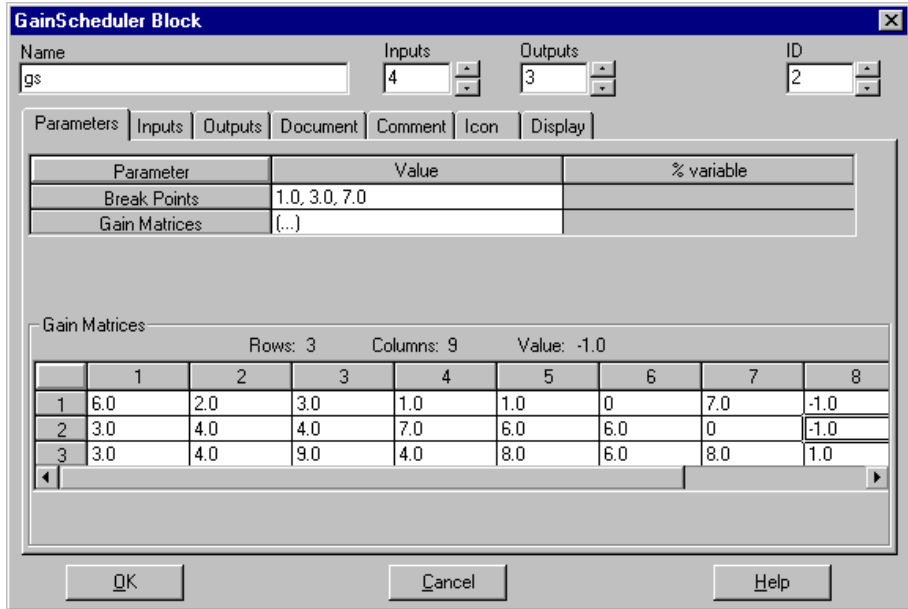 GainScheduler Block
Name Inputs Outputs ID
gs 4 3 2
Parameters Inputs Outputs Document Comment Icon Display
Parameter Value % variable
Break Points 1.0, 3.0, 7.0
Gain Matrices (...)
Gain Matrices
Rows: 3 Columns: 9 Value: -1.0
1 2 3 4 5 6 7 8
1 6.0 2.0 3.0 1.0 1.0 0 7.0 -1.0
2 3.0 4.0 4.0 7.0 6.0 6.0 0 -1.0
3 3.0 4.0 9.0 4.0 8.0 6.0 8.0 1.0
OK Cancel Help